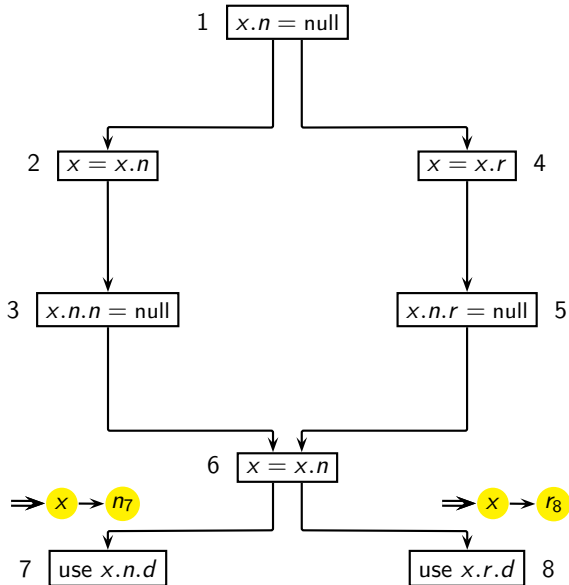 1 x.n = null
2 x = x.n
x = x.r 4
3 x.n.n = null
x.n.r = null 5
6 x = x.n
x n7
x r8
7 use x.n.d
use x.r.d 8